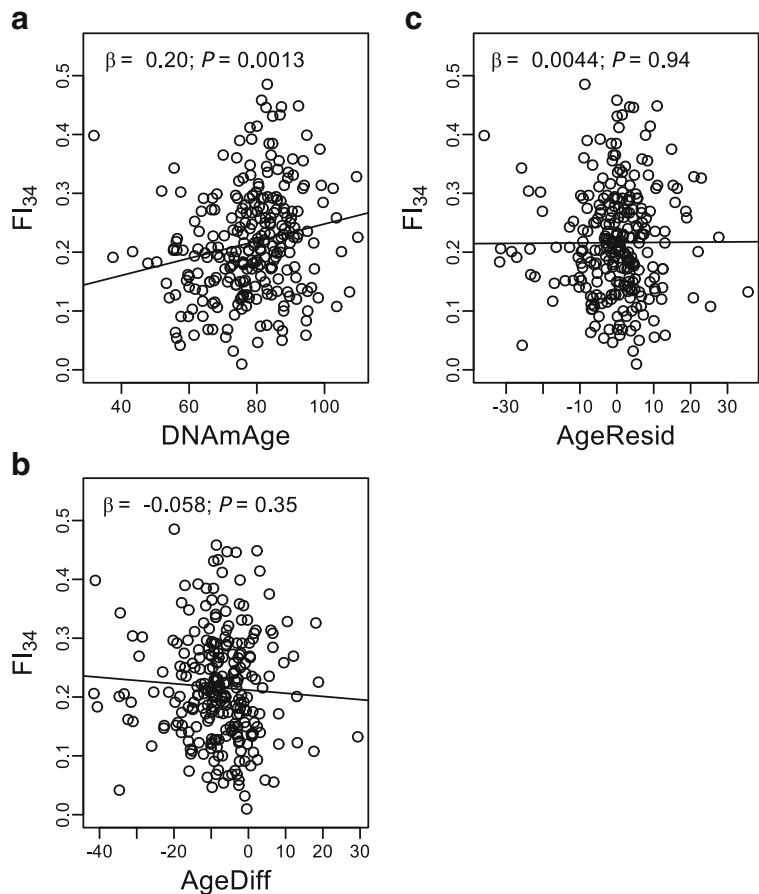 a
β = 0.20; P = 0.0013
FI34
0.5
0.4
0.3
0.2
0.1
0.0
40 60 80 100
DNAmAge
c
β = 0.0044; P = 0.94
FI34
0.5
0.4
0.3
0.2
0.1
0.0
-30 -10 0 10 20 30
AgeResid
b
β = -0.058; P = 0.35
FI34
0.5
0.4
0.3
0.2
0.1
0.0
-40 -20 0 10 20 30
AgeDiff